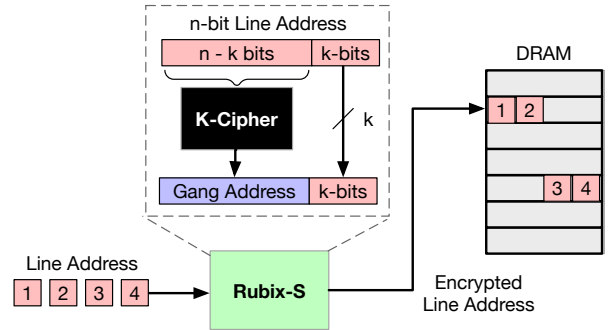 n-bit Line Address
n - k bits
k-bits
K-Cipher
k
Gang Address
k-bits
DRAM
1 2
3 4
Line Address
1 2 3 4
Rubix-S
Encrypted
Line Address